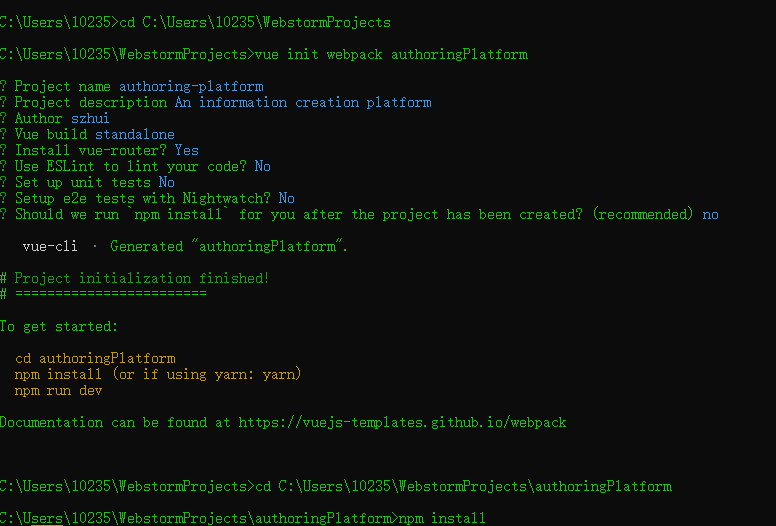 C:\Users\10235>cd C:\Users\10235\WebstormProjects
C:\Users\10235\WebstormProjects>vue init webpack authoringPlatform
? Project name authoring-platform
? Project description An information creation platform
? Author szhui
? Vue build standalone
? Install vue-router? Yes
? Use ESLint to lint your code? No
? Set up unit tests No
? Setup e2e tests with Nightwatch? No
? Should we run `npm install` for you after the project has been created? (recommended) no
vue-cli · Generated "authoringPlatform".
# Project initialization finished!
# ========================
To get started:
cd authoringPlatform
npm install (or if using yarn: yarn)
npm run dev
Documentation can be found at https://vuejs-templates.github.io/webpack
C:\Users\10235\WebstormProjects>cd C:\Users\10235\WebstormProjects\authoringPlatform
C:\Users\10235\WebstormProjects\authoringPlatform>npm install